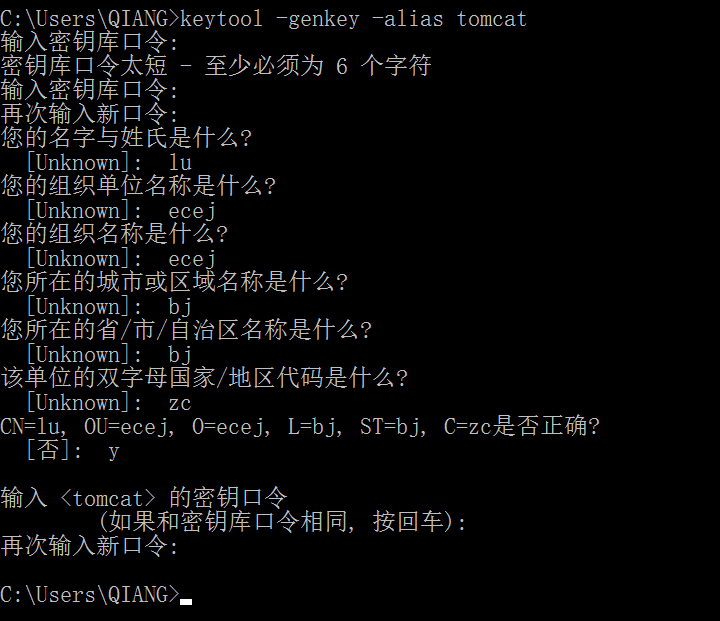 C:\Users\QIANG>keytool -genkey -alias tomcat
输入密钥库口令:
密钥库口令太短 - 至少必须为 6 个字符
输入密钥库口令:
再次输入新口令:
您的名字与姓氏是什么?
  [Unknown]:  lu
您的组织单位名称是什么?
  [Unknown]:  ecej
您的组织名称是什么?
  [Unknown]:  ecej
您所在的城市或区域名称是什么?
  [Unknown]:  bj
您所在的省/市/自治区名称是什么?
  [Unknown]:  bj
该单位的双字母国家/地区代码是什么?
  [Unknown]:  zc
CN=lu, OU=ecej, O=ecej, L=bj, ST=bj, C=zc是否正确?
  [否]:  y
输入 <tomcat> 的密钥口令
        (如果和密钥库口令相同, 按回车):
再次输入新口令:
C:\Users\QIANG>